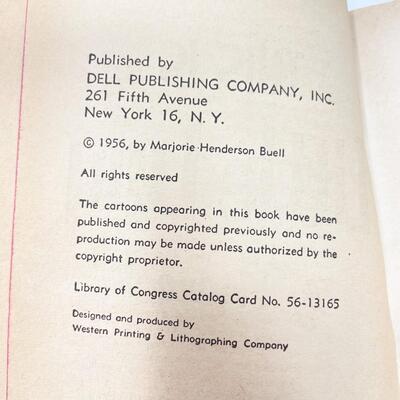 Published by
DELL PUBLISHING COMPANY, INC.
261 Fifth Avenue
New York 16, N. Y.
© 1956, by Marjorie Henderson Buell
All rights reserved
The cartoons appearing in this book have been
published and copyrighted previously and no re-
production may be made unless authorized by the
copyright proprietor.
Library of Congress Catalog Card No. 56-13165
Designed and produced by
Western Printing & Lithographing Company